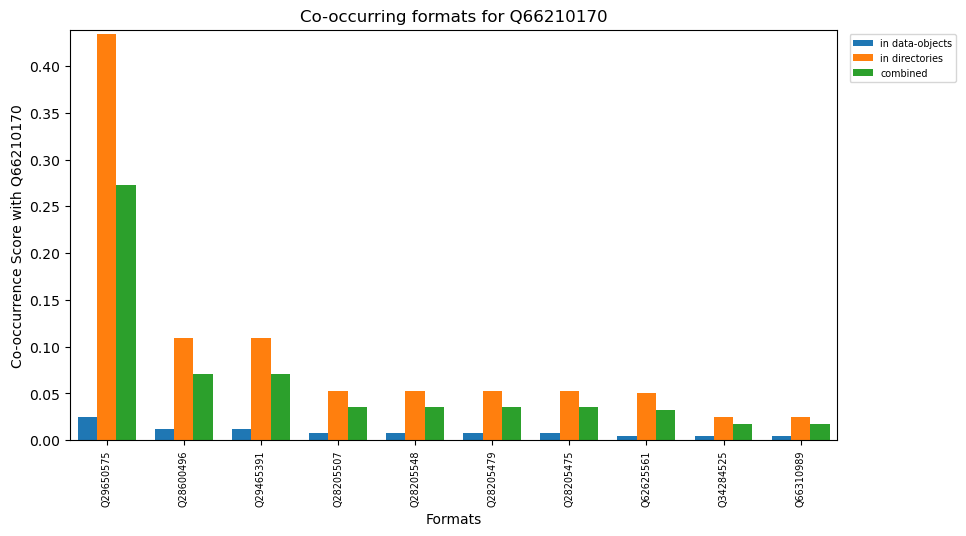 Co-occurring formats for Q66210170
in data-objects
in directories
combined
Co-occurrence Score with Q66210170
0.40
0.35
0.30
0.25
0.20
0.15
0.10
0.05
0.00
Q29650575
Q28600496
Q29465391
Q28205507
Q28205548
Q28205479
Q28205475
Q62625561
Q34284525
Q66310989
Formats